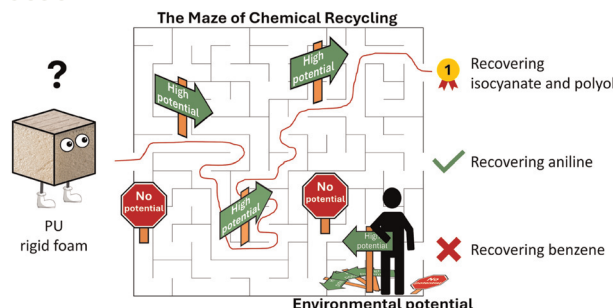 The Maze of Chemical Recycling
?
High
potential
High
potential
1
Recovering
isocyanate and polyol
Recovering aniline
No
potential
High
potential
No
potential
High
potential
PU
rigid foam
Recovering benzene
Environmental potential